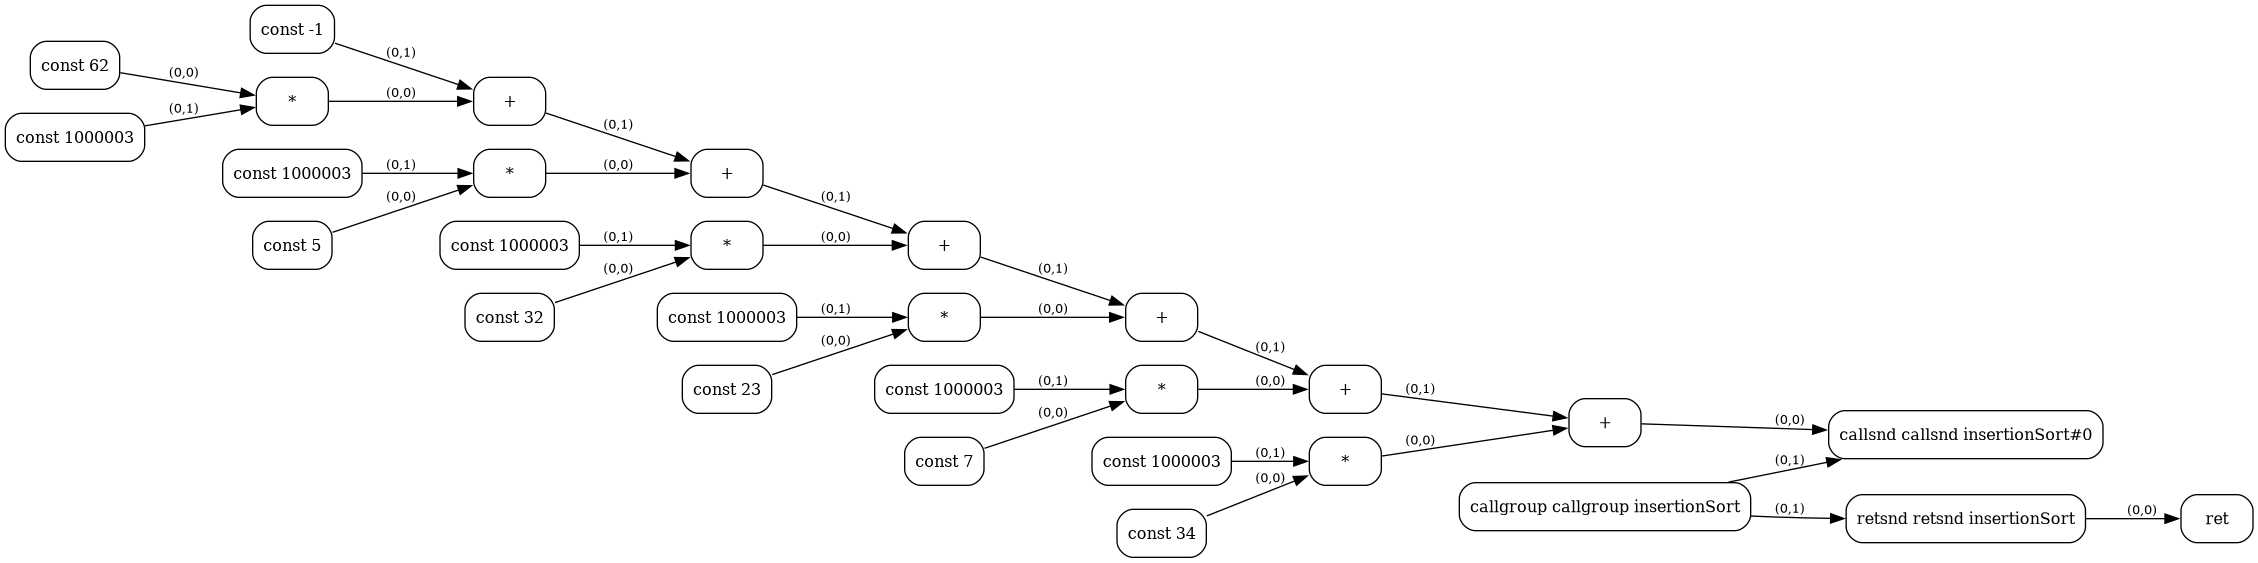 const -1
(0,1)
const 62
(0,0)
*
(0,0)
+
(0,1)
const 1000003
(0,1)
const 1000003
(0,1)
*
(0,0)
+
(0,1)
(0,0)
const 5
const 1000003
(0,1)
*
(0,0)
+
(0,1)
(0,0)
const 32
const 1000003
(0,1)
*
(0,0)
+
(0,1)
(0,0)
const 23
const 1000003
(0,1)
*
(0,0)
+
(0,1)
(0,0)
const 7
const 1000003
(0,1)
*
(0,0)
+
(0,0)
callsnd callsnd insertionSort#0
(0,0)
const 34
callgroup callgroup insertionSort
(0,1)
(0,1)
retsnd retsnd insertionSort
(0,0)
ret